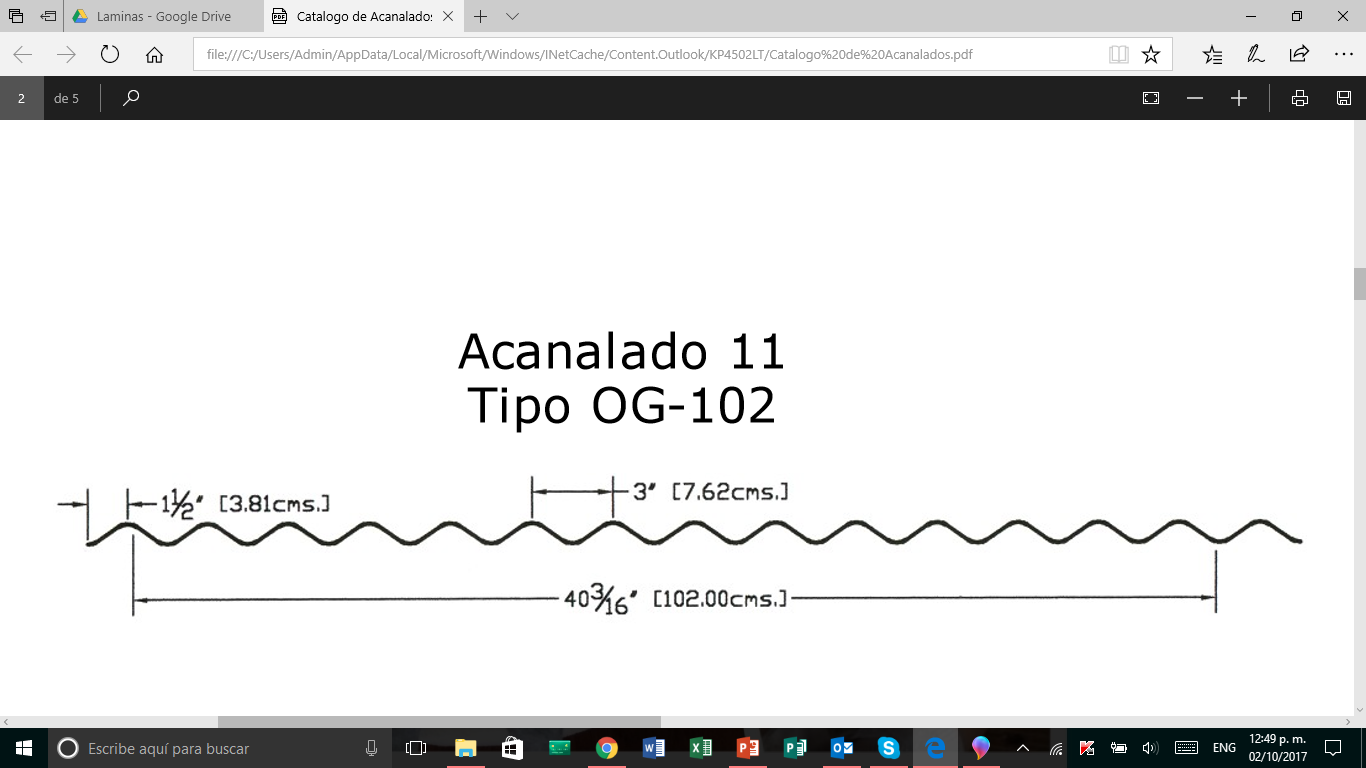 Laminas - Google Drive
Catalogo de Acanalados
file:///C:/Users/Admin/AppData/Local/Microsoft/Windows/INetCache/Content.Outlook/KP4502LT/Catalogo%20de%20Acanalados.pdf
2 de 5
Acanalado 11
Tipo OG-102
1½" [3.81cms.]
3" [7.62cms.]
40 3/16" [102.00cms.]
Escribe aquí para buscar
ENG
12:49 p. m.
02/10/2017